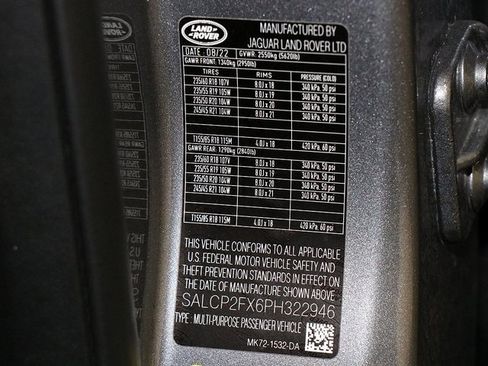 LAND
ROVER
MANUFACTURED BY
JAGUAR LAND ROVER LTD
DATE 08/22 GVWR: 2550kg (5620lb)
GAWR FRONT: 1340kg (2950lb)
TIRES RIMS PRESSURE (COLD)
235/60 R18 107V 8.0J x 18 340 kPa, 50 psi
235/55 R19 105W 8.0J x 19 340 kPa, 50 psi
235/50 R20 104W 8.0J x 20 340 kPa, 50 psi
245/45 R21 104W 8.0J x 21 340 kPa, 50 psi
T155/85 R18 115M 4.0J x 18 420 kPa, 60 psi
GAWR REAR: 1290kg (2840lb)
235/60 R18 107V 8.0J x 18 340 kPa, 50 psi
235/55 R19 105W 8.0J x 19 340 kPa, 50 psi
235/50 R20 104W 8.0J x 20 340 kPa, 50 psi
245/45 R21 104W 8.0J x 21 340 kPa, 50 psi
T155/85 R18 115M 4.0J x 18 420 kPa, 60 psi
THIS VEHICLE CONFORMS TO ALL APPLICABLE
U.S. FEDERAL MOTOR VEHICLE SAFETY AND
THEFT PREVENTION STANDARDS IN EFFECT ON
THE DATE OF MANUFACTURE SHOWN ABOVE
SALCP2FX6PH322946
TYPE: MULTI-PURPOSE PASSENGER VEHICLE
MK72-1532-DA